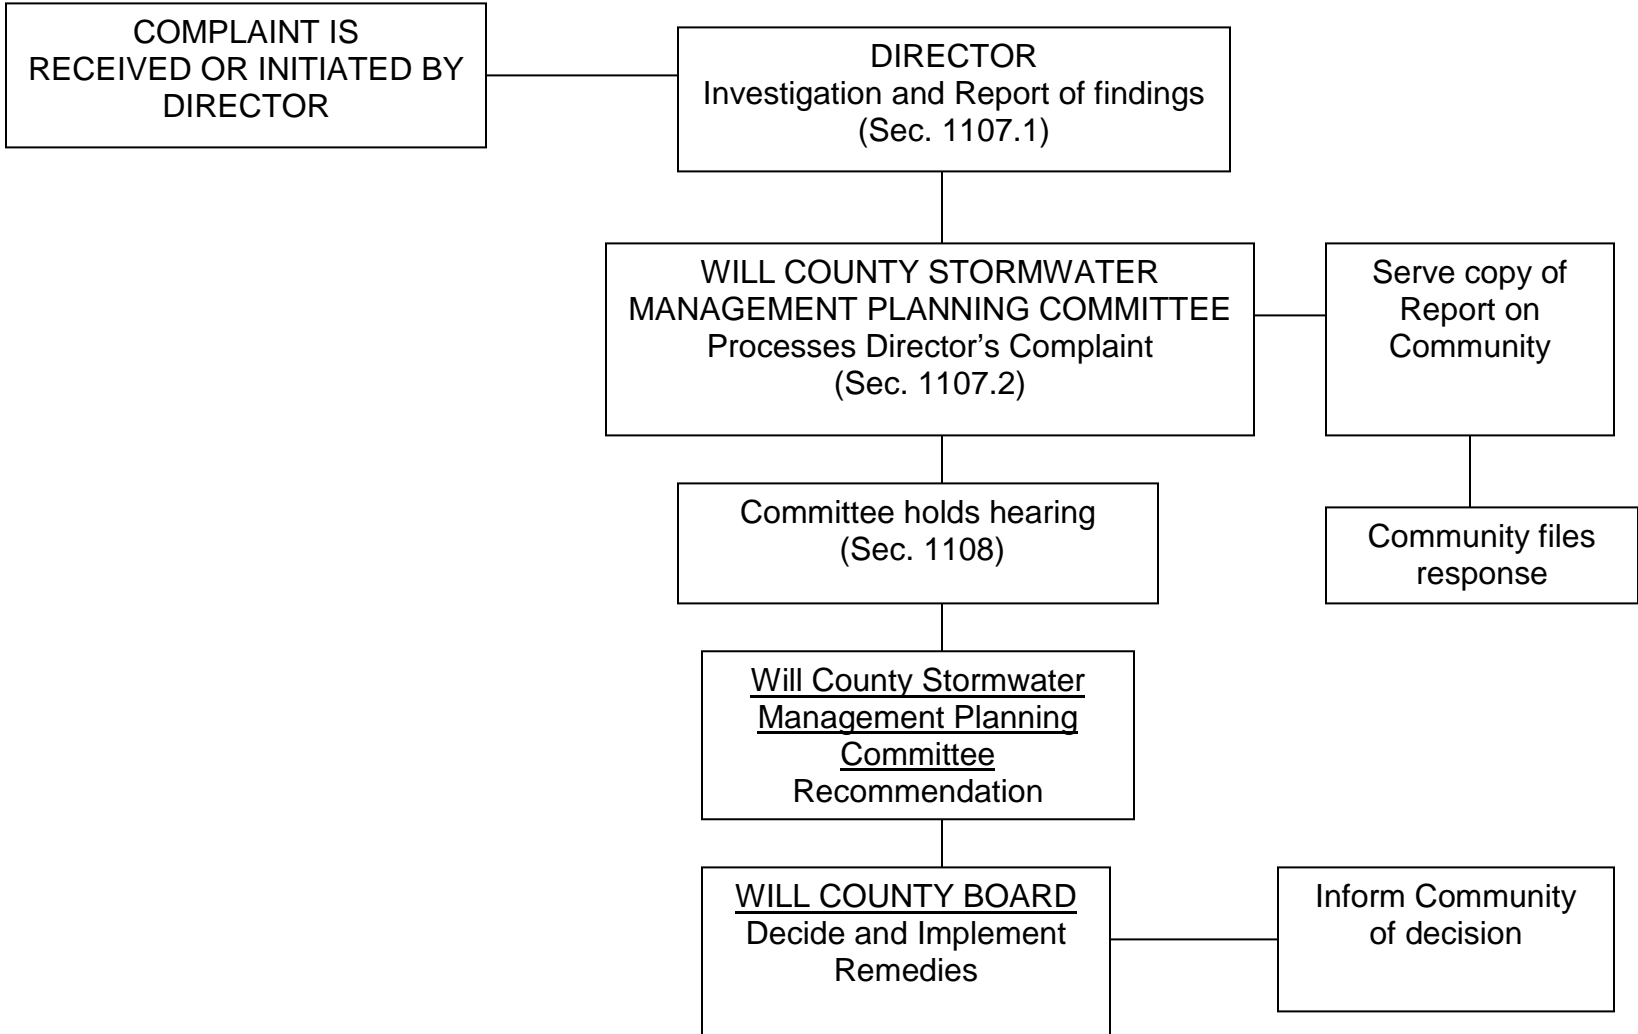 COMPLAINT IS
RECEIVED OR INITIATED BY
DIRECTOR
DIRECTOR
Investigation and Report of findings
(Sec. 1107.1)
WILL COUNTY STORMWATER
MANAGEMENT PLANNING COMMITTEE
Processes Director’s Complaint
(Sec. 1107.2)
Serve copy of
Report on
Community
Committee holds hearing
(Sec. 1108)
Community files
response
Will County Stormwater
Management Planning
Committee
Recommendation
WILL COUNTY BOARD
Decide and Implement
Remedies
Inform Community
of decision